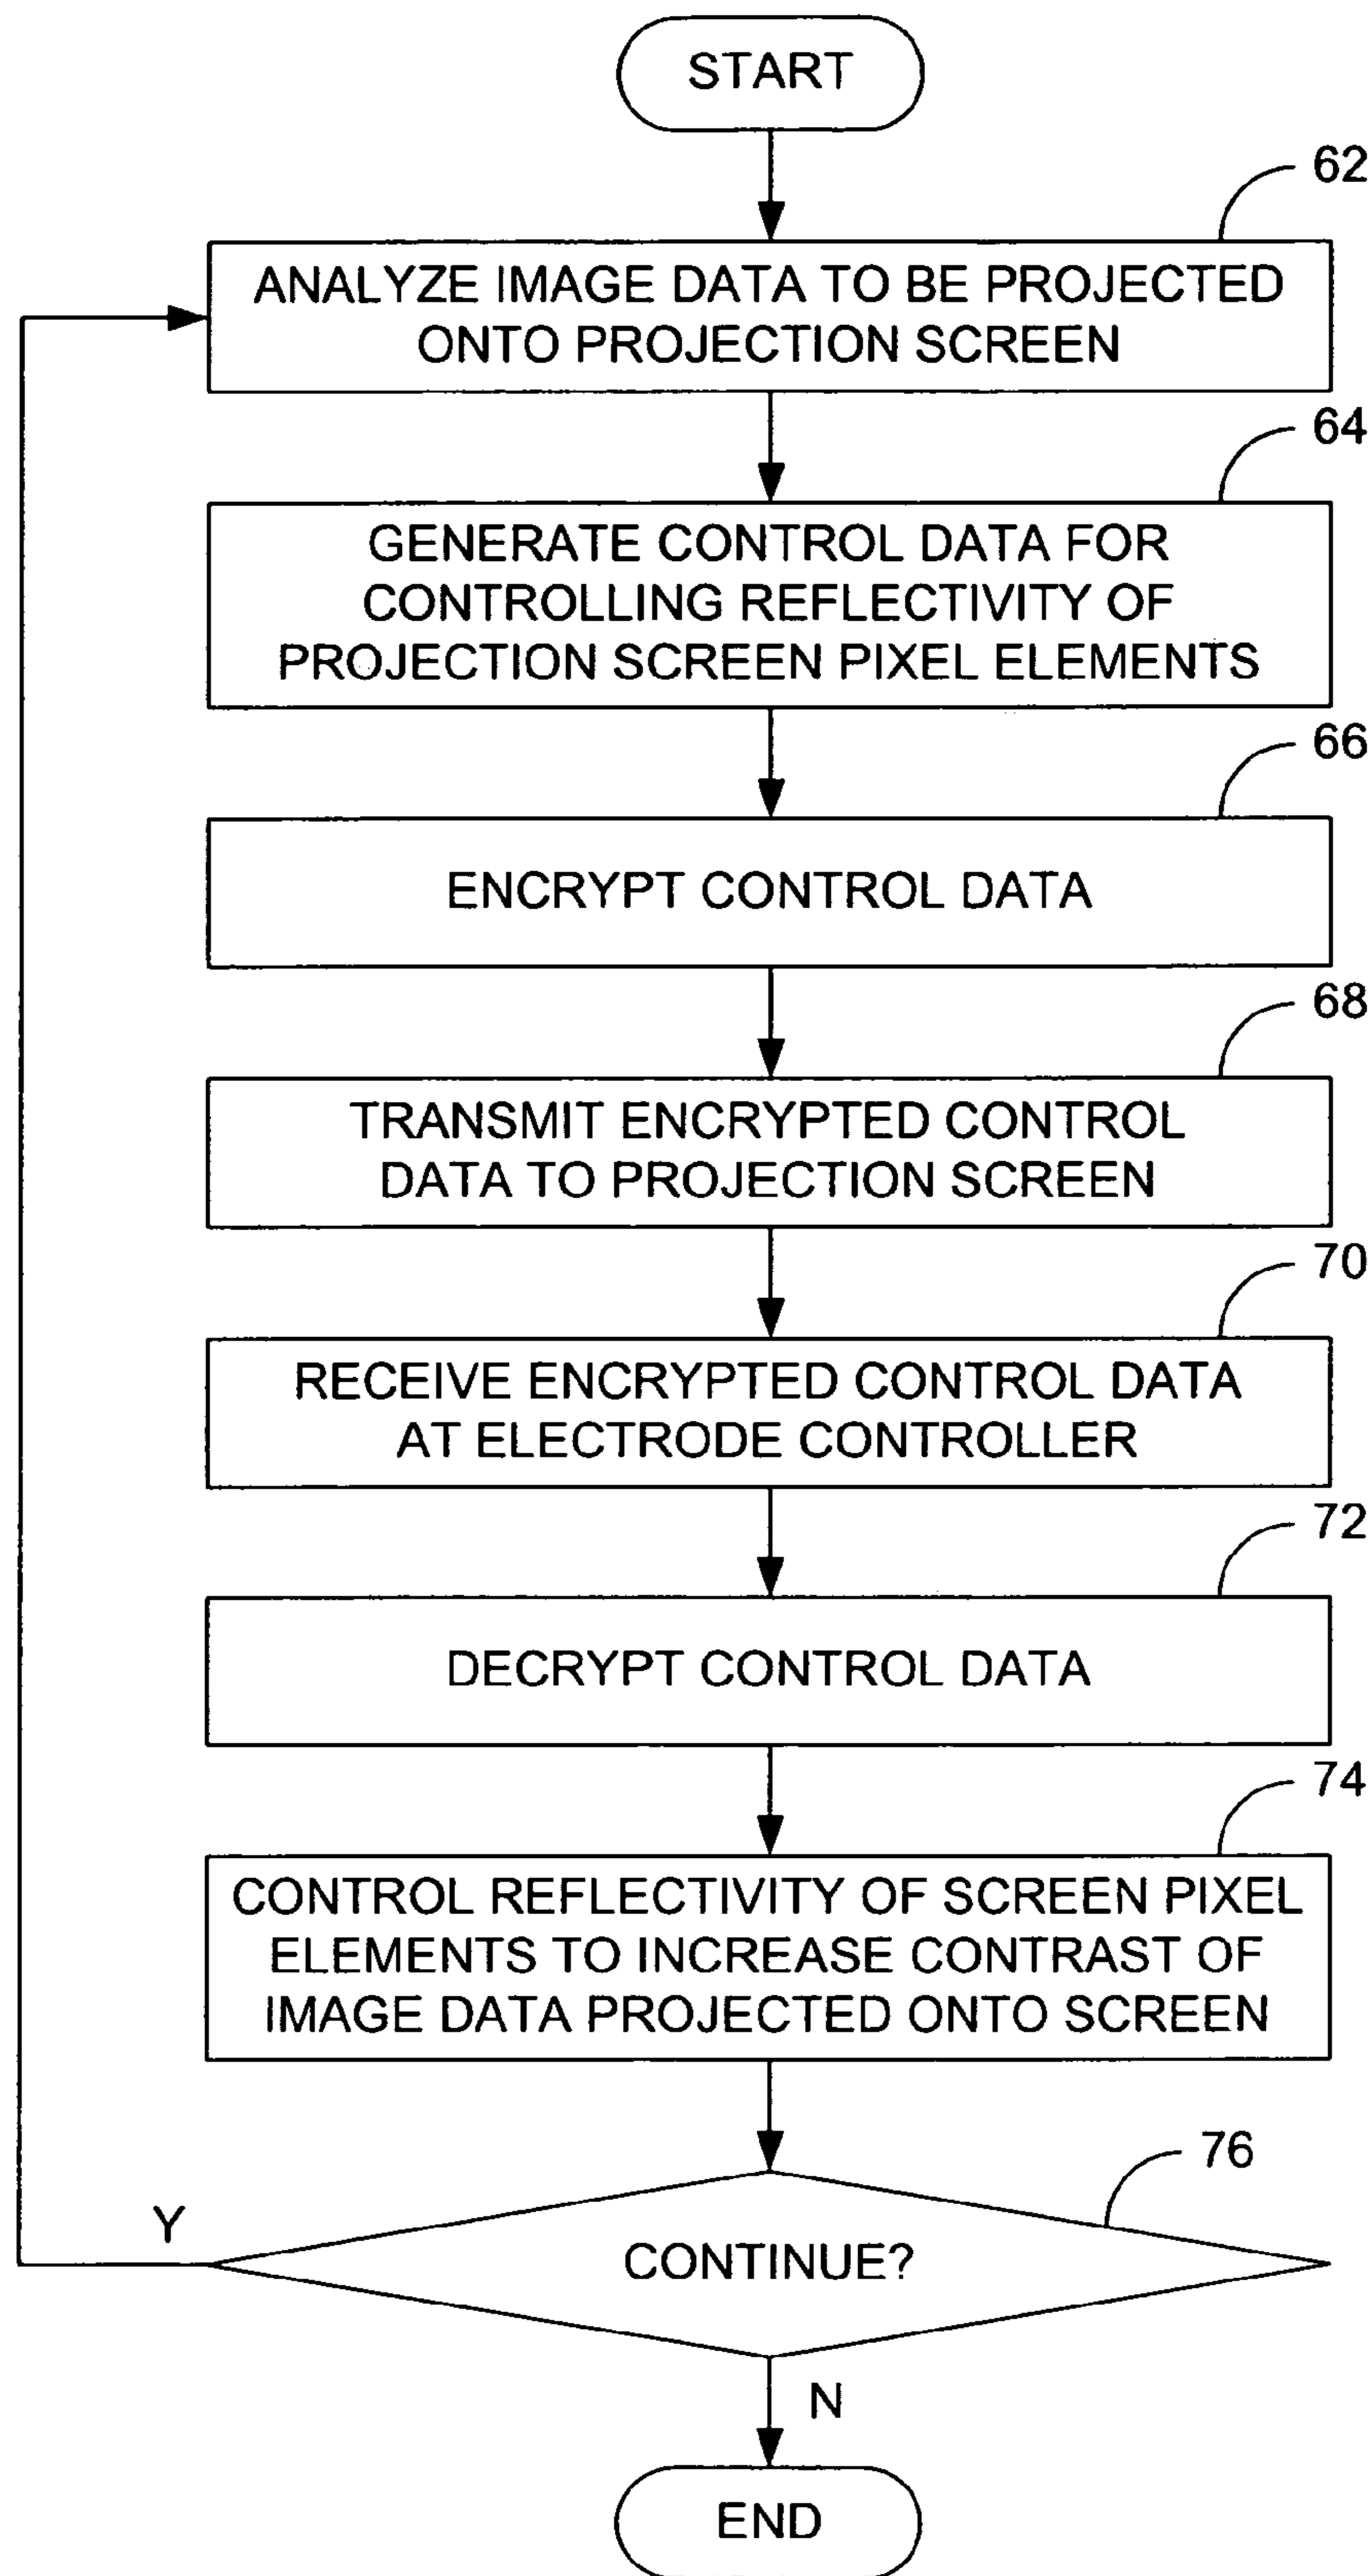 START
62
ANALYZE IMAGE DATA TO BE PROJECTED
ONTO PROJECTION SCREEN
64
GENERATE CONTROL DATA FOR
CONTROLLING REFLECTIVITY OF
PROJECTION SCREEN PIXEL ELEMENTS
66
ENCRYPT CONTROL DATA
68
TRANSMIT ENCRYPTED CONTROL
DATA TO PROJECTION SCREEN
70
RECEIVE ENCRYPTED CONTROL DATA
AT ELECTRODE CONTROLLER
72
DECRYPT CONTROL DATA
74
CONTROL REFLECTIVITY OF SCREEN PIXEL
ELEMENTS TO INCREASE CONTRAST OF
IMAGE DATA PROJECTED ONTO SCREEN
76
Y
CONTINUE?
N
END